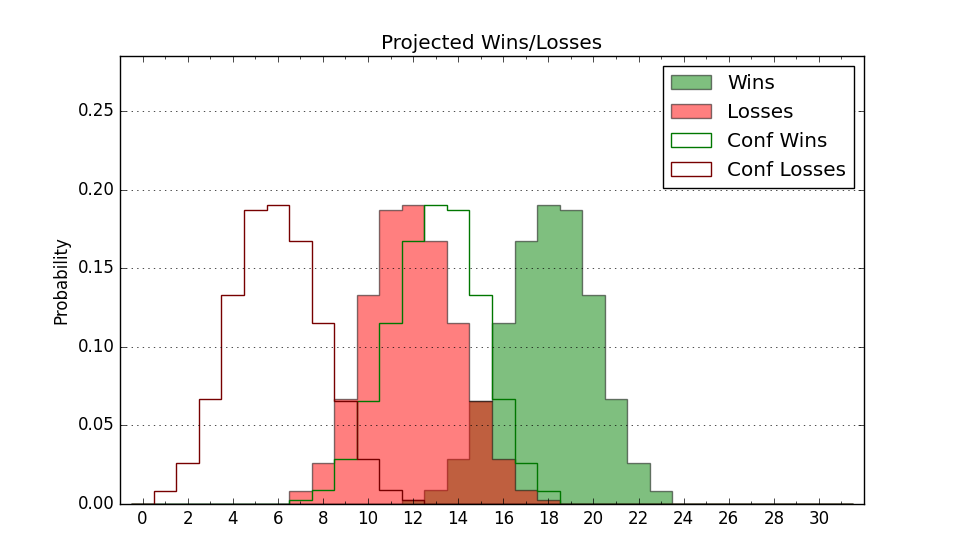 Projected Wins/Losses
Wins
Losses
Conf Wins
Conf Losses
Probability
0.25
0.20
0.15
0.10
0.05
0.00
0 2 4 6 8 10 12 14 16 18 20 22 24 26 28 30